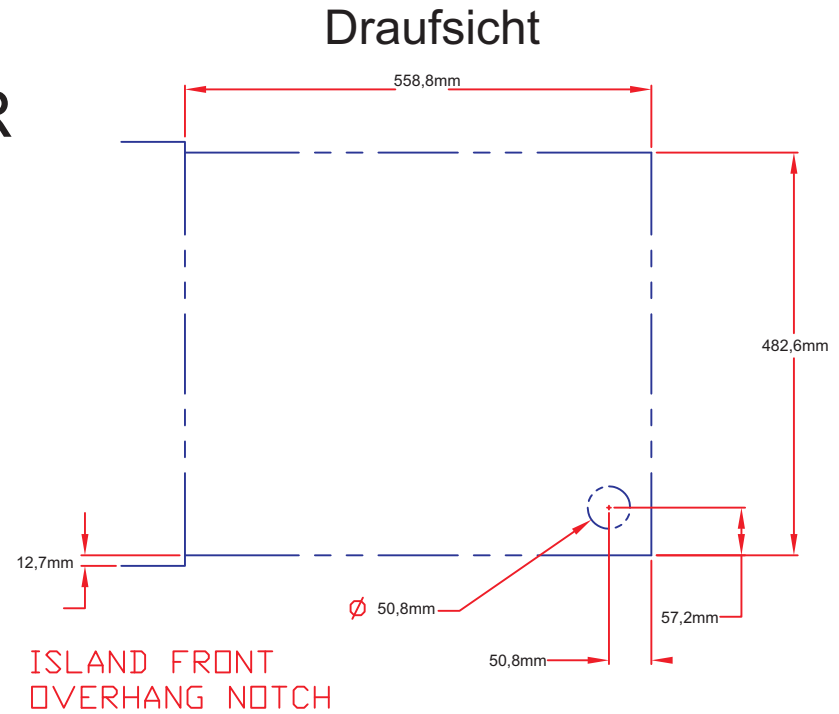 Draufsicht
R
558,8mm
482,6mm
12,7mm
Ø 50,8mm
57,2mm
50,8mm
ISLAND FRONT
OVERHANG NOTCH